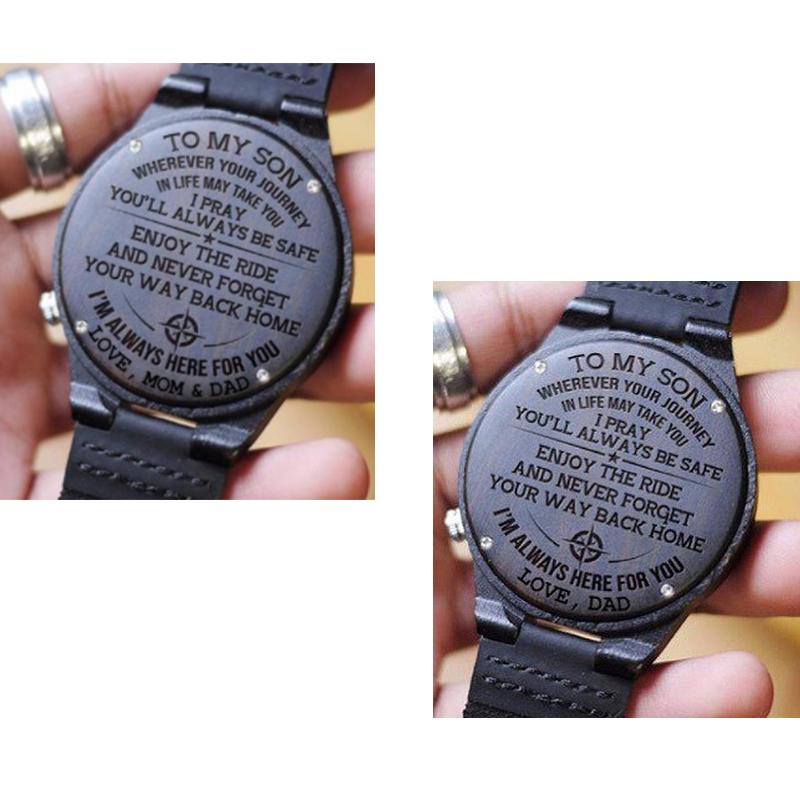 TO MY SON
WHEREVER YOUR JOURNEY
IN LIFE MAY TAKE YOU
I PRAY
YOU'LL ALWAYS BE SAFE
ENJOY THE RIDE
AND NEVER FORGET
YOUR WAY BACK HOME
I'M ALWAYS HERE FOR YOU
LOVE, MOM & DAD
TO MY SON
WHEREVER YOUR JOURNEY
IN LIFE MAY TAKE YOU
I PRAY
YOU'LL ALWAYS BE SAFE
ENJOY THE RIDE
AND NEVER FORGET
YOUR WAY BACK HOME
I'M ALWAYS HERE FOR YOU
LOVE, DAD